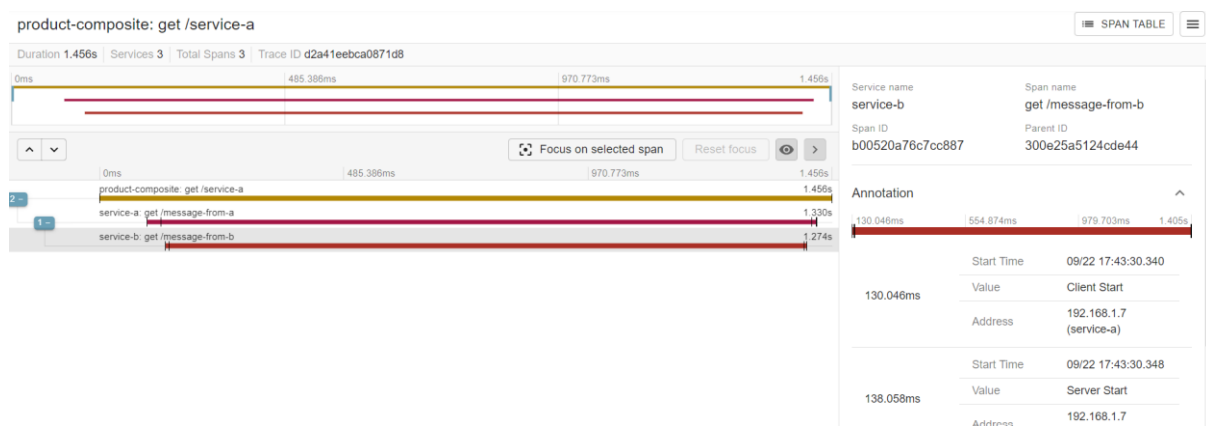 product-composite: get /service-a
SPAN TABLE
Duration 1.456s Services 3 Total Spans 3 Trace ID d2a41eebca0871d8
0ms 485.386ms 970.773ms 1.456s
Focus on selected span Reset focus
0ms 485.386ms 970.773ms 1.456s
2 −
product-composite: get /service-a 1.456s
1 −
service-a: get /message-from-a 1.330s
service-b: get /message-from-b 1.274s
Service name Span name
service-b get /message-from-b
Span ID Parent ID
b00520a76c7cc887 300e25a5124cde44
Annotation
130.046ms 554.874ms 979.703ms 1.405s
130.046ms
Start Time 09/22 17:43:30.340
Value Client Start
Address 192.168.1.7
(service-a)
138.058ms
Start Time 09/22 17:43:30.348
Value Server Start
Address 192.168.1.7